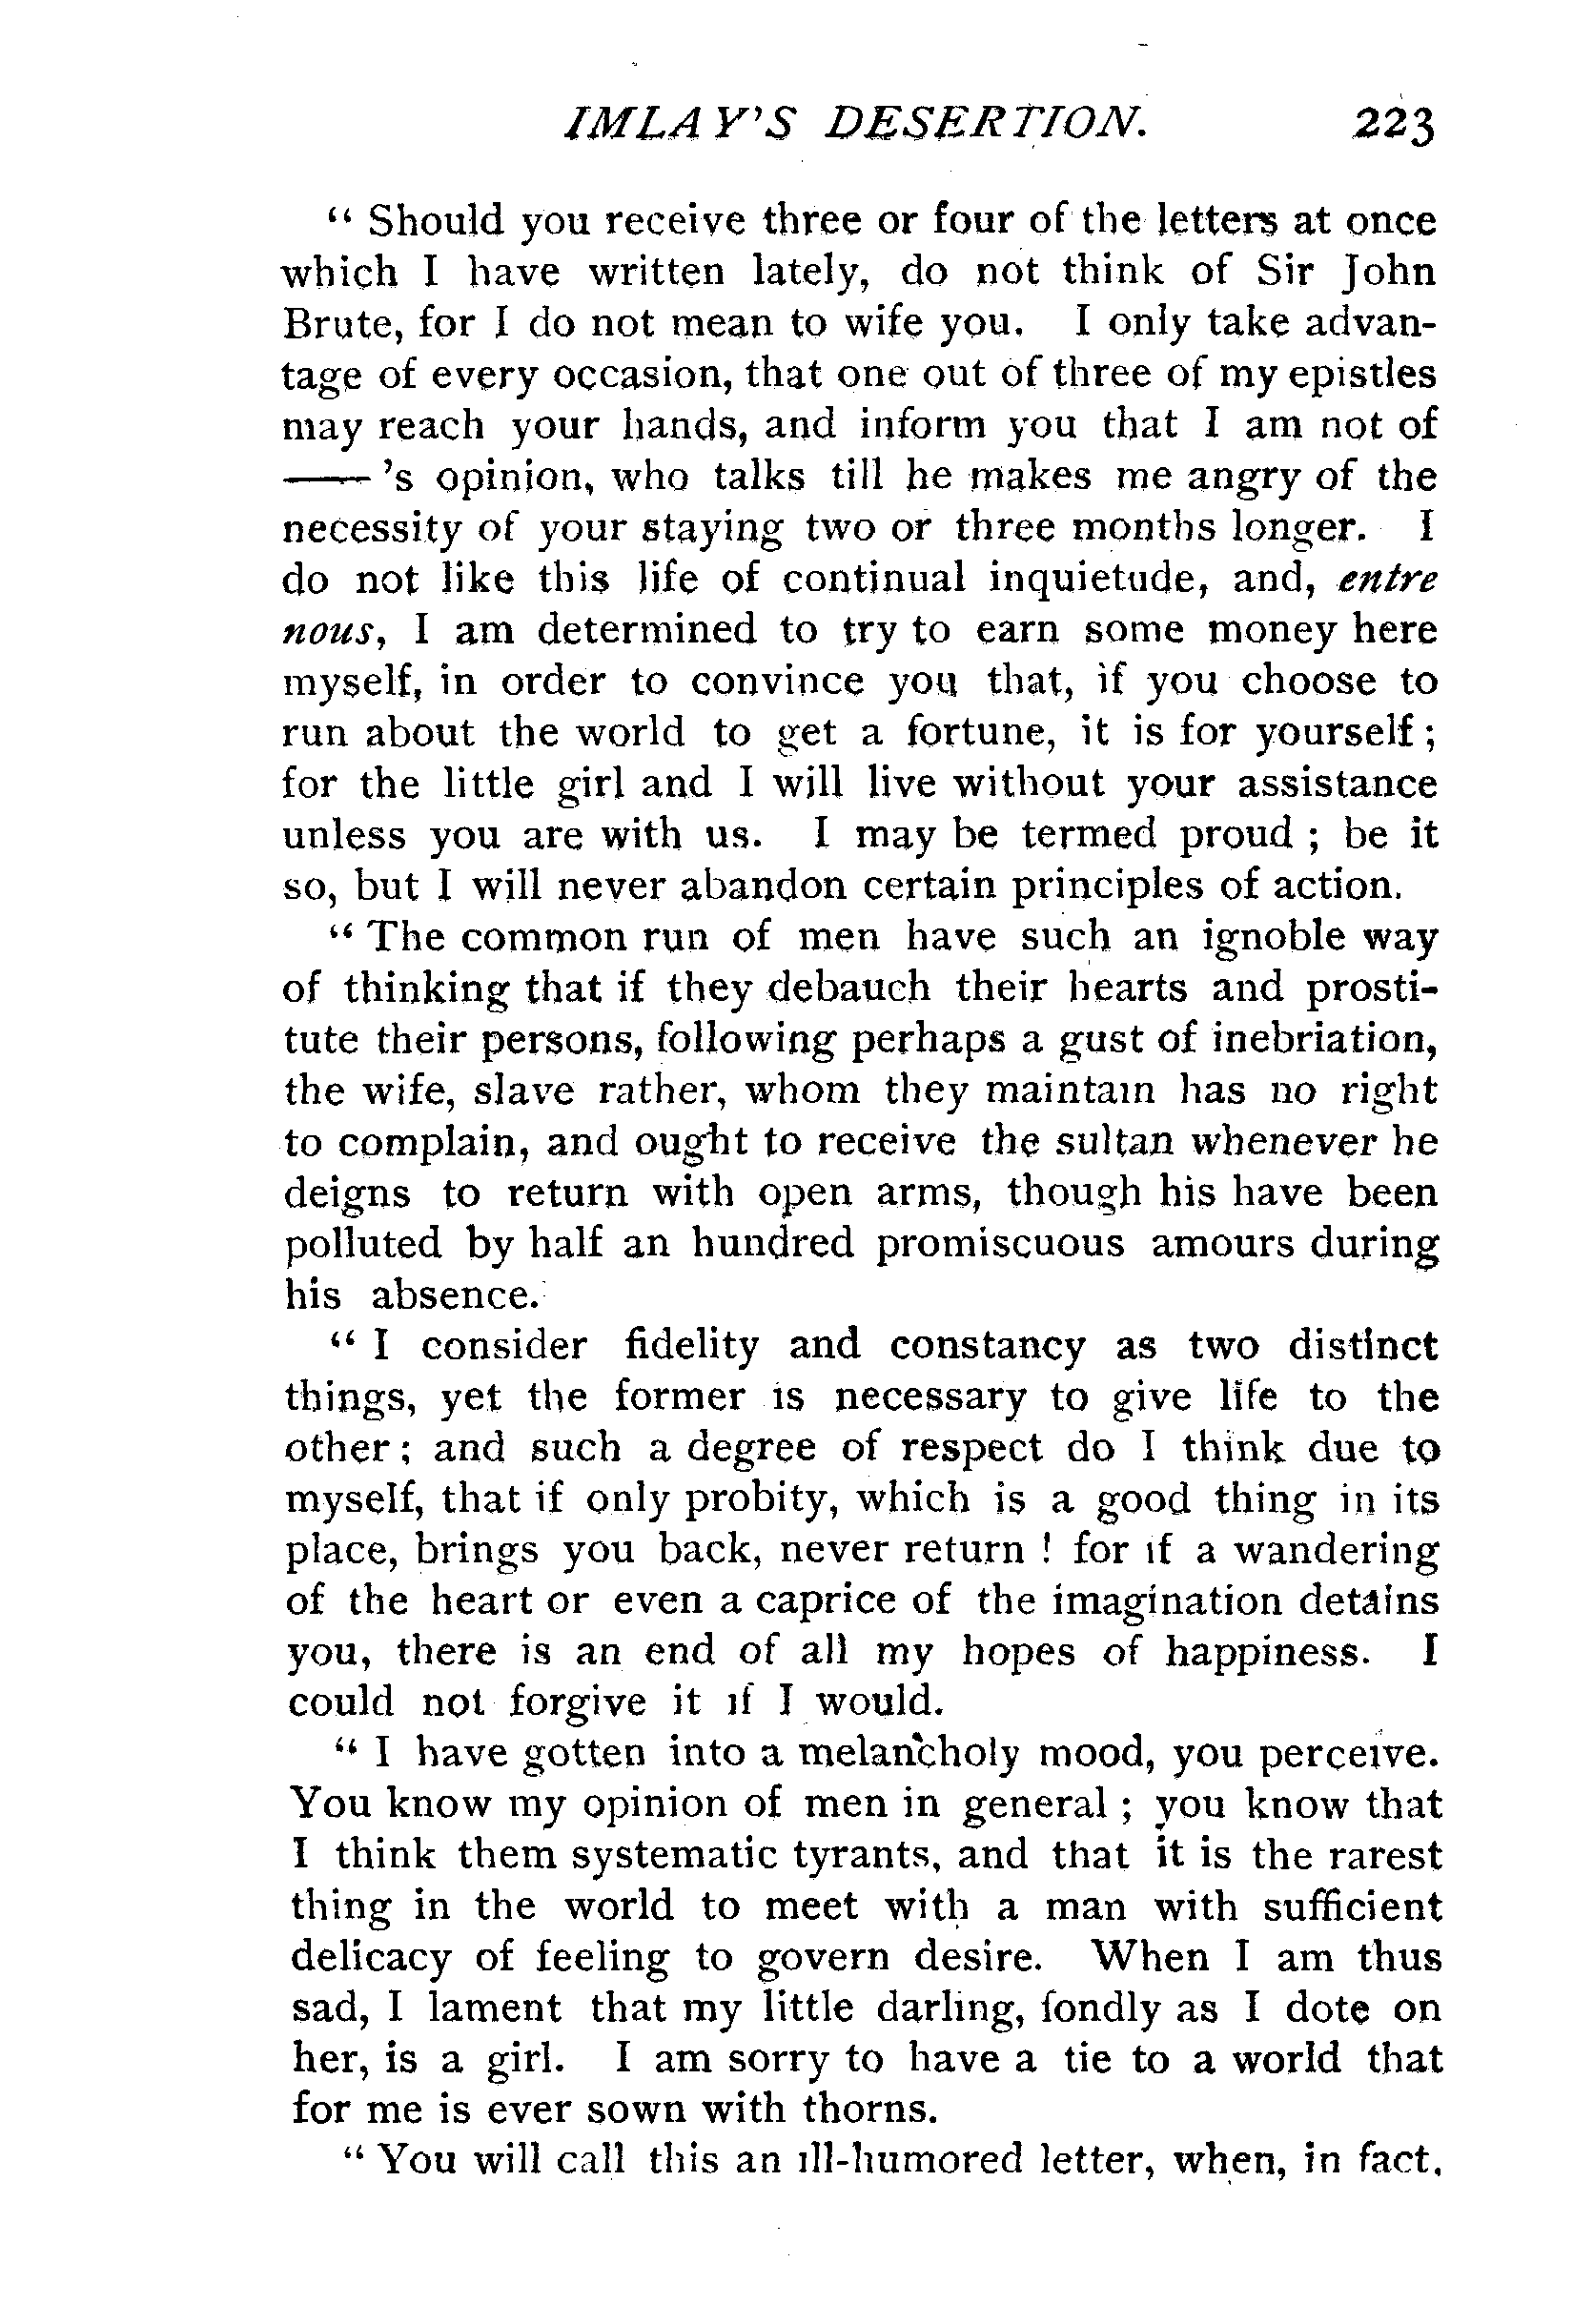 IMLAY'S DESERTION. 223
“ Should you receive three or four of the letters at once
which I have written lately, do not think of Sir John
Brute, for I do not mean to wife you. I only take advan-
tage of every occasion, that one out of three of my epistles
may reach your hands, and inform you that I am not of
——'s opinion, who talks till he makes me angry of the
necessity of your staying two or three months longer. I
do not like this life of continual inquietude, and, entre
nous, I am determined to try to earn some money here
myself, in order to convince you that, if you choose to
run about the world to get a fortune, it is for yourself ;
for the little girl and I will live without your assistance
unless you are with us. I may be termed proud ; be it
so, but I will never abandon certain principles of action.
“ The common run of men have such an ignoble way
of thinking that if they debauch their hearts and prosti-
tute their persons, following perhaps a gust of inebriation,
the wife, slave rather, whom they maintain has no right
to complain, and ought to receive the sultan whenever he
deigns to return with open arms, though his have been
polluted by half an hundred promiscuous amours during
his absence.
“ I consider fidelity and constancy as two distinct
things, yet the former is necessary to give life to the
other ; and such a degree of respect do I think due to
myself, that if only probity, which is a good thing in its
place, brings you back, never return ! for if a wandering
of the heart or even a caprice of the imagination detains
you, there is an end of all my hopes of happiness. I
could not forgive it if I would.
“ I have gotten into a melancholy mood, you perceive.
You know my opinion of men in general ; you know that
I think them systematic tyrants, and that it is the rarest
thing in the world to meet with a man with sufficient
delicacy of feeling to govern desire. When I am thus
sad, I lament that my little darling, fondly as I dote on
her, is a girl. I am sorry to have a tie to a world that
for me is ever sown with thorns.
“ You will call this an ill-humored letter, when, in fact,